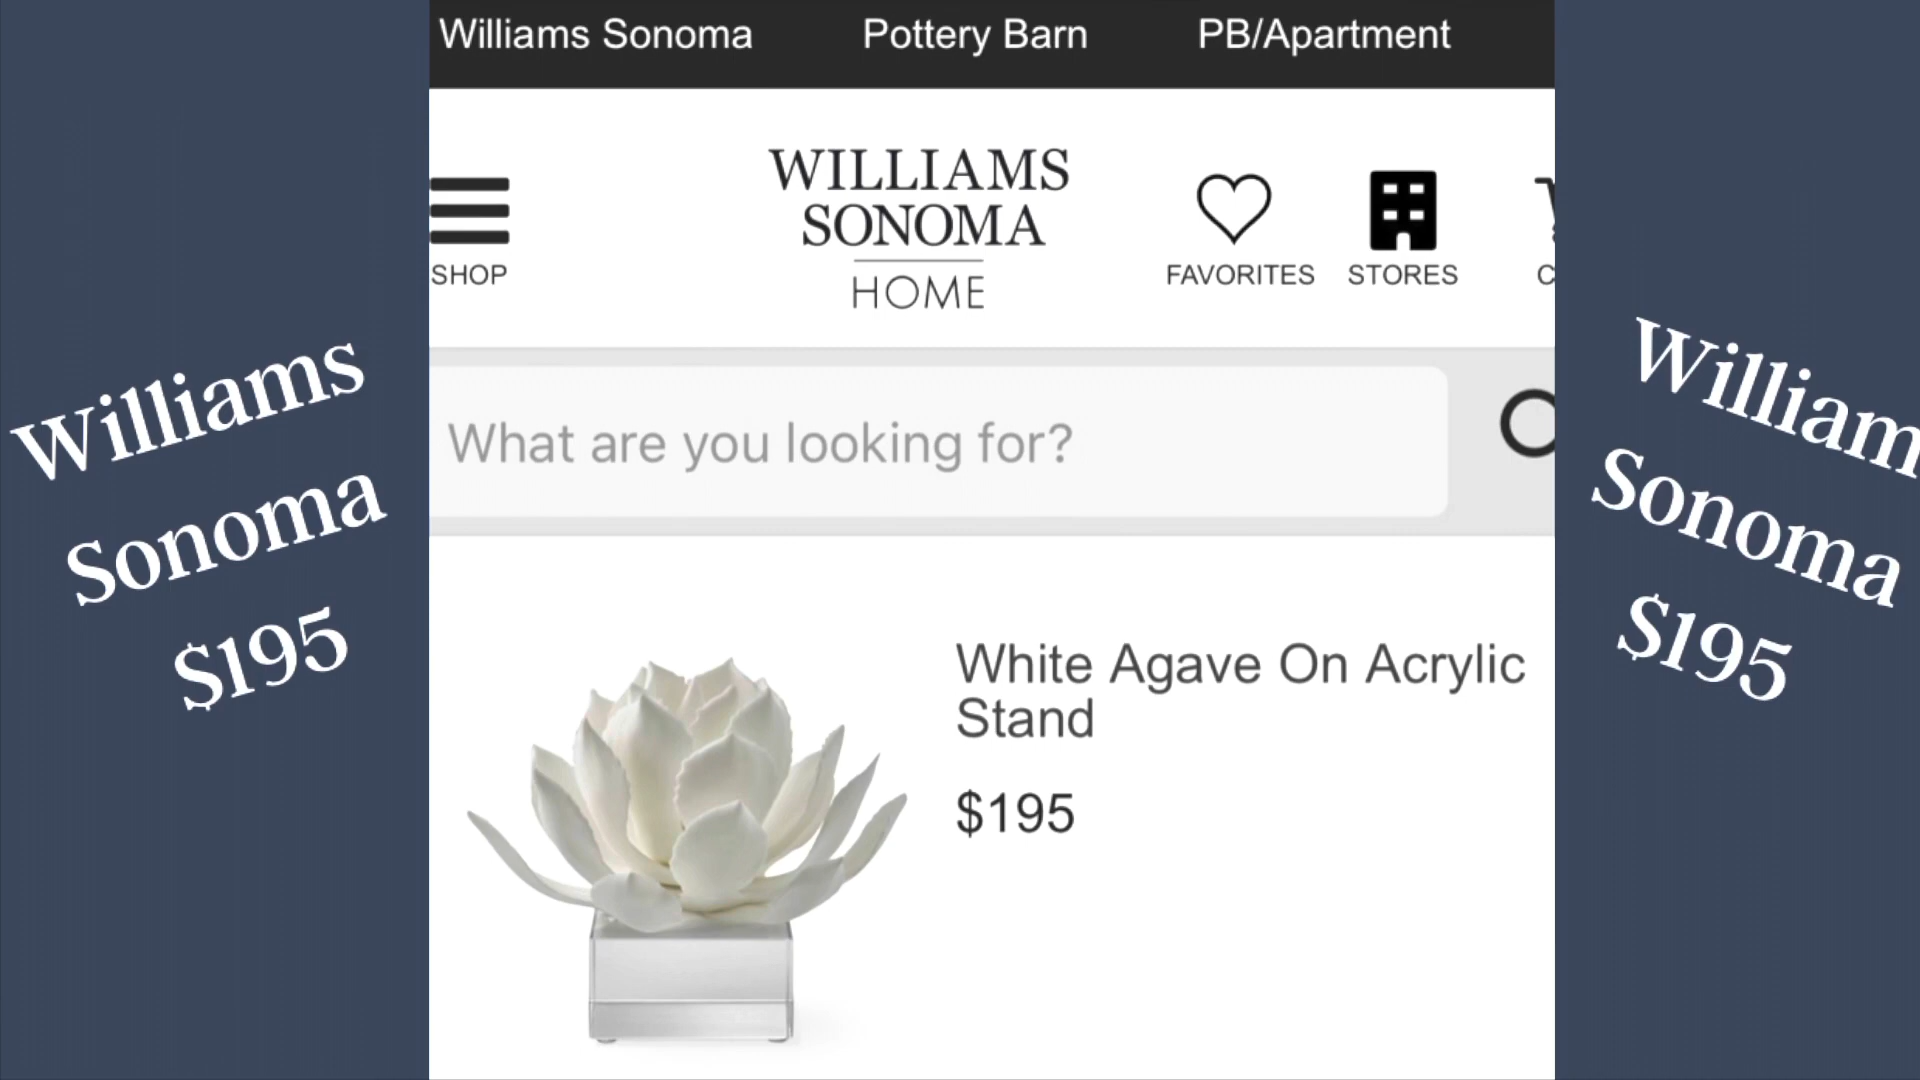 Williams Sonoma
Pottery Barn
PB/Apartment
SHOP
WILLIAMS
SONOMA
HOME
FAVORITES
STORES
C
What are you looking for?
White Agave On Acrylic
Stand
$195
Williams
Sonoma
$195
William
Sonoma
$195